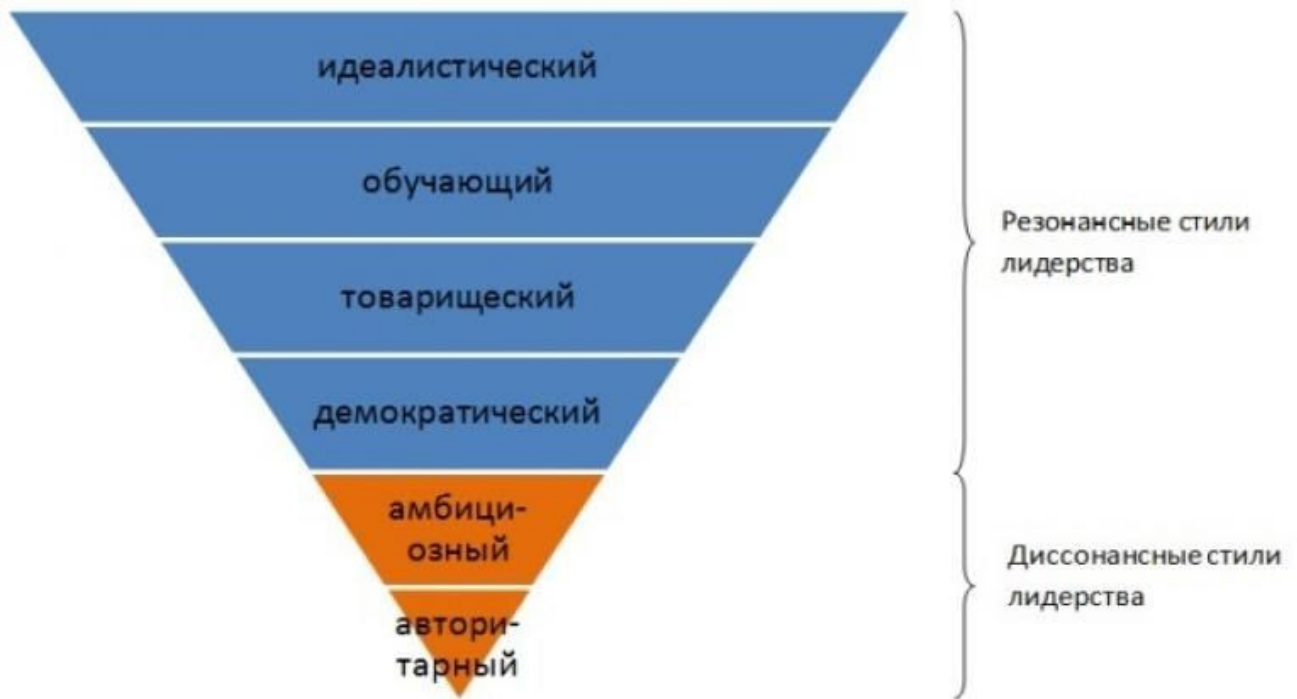 идеалистический
обучающий
товарищеский
демократический
амбици-
озный
автори-
тарный
Резонансные стили
лидерства
Диссонансные стили
лидерства